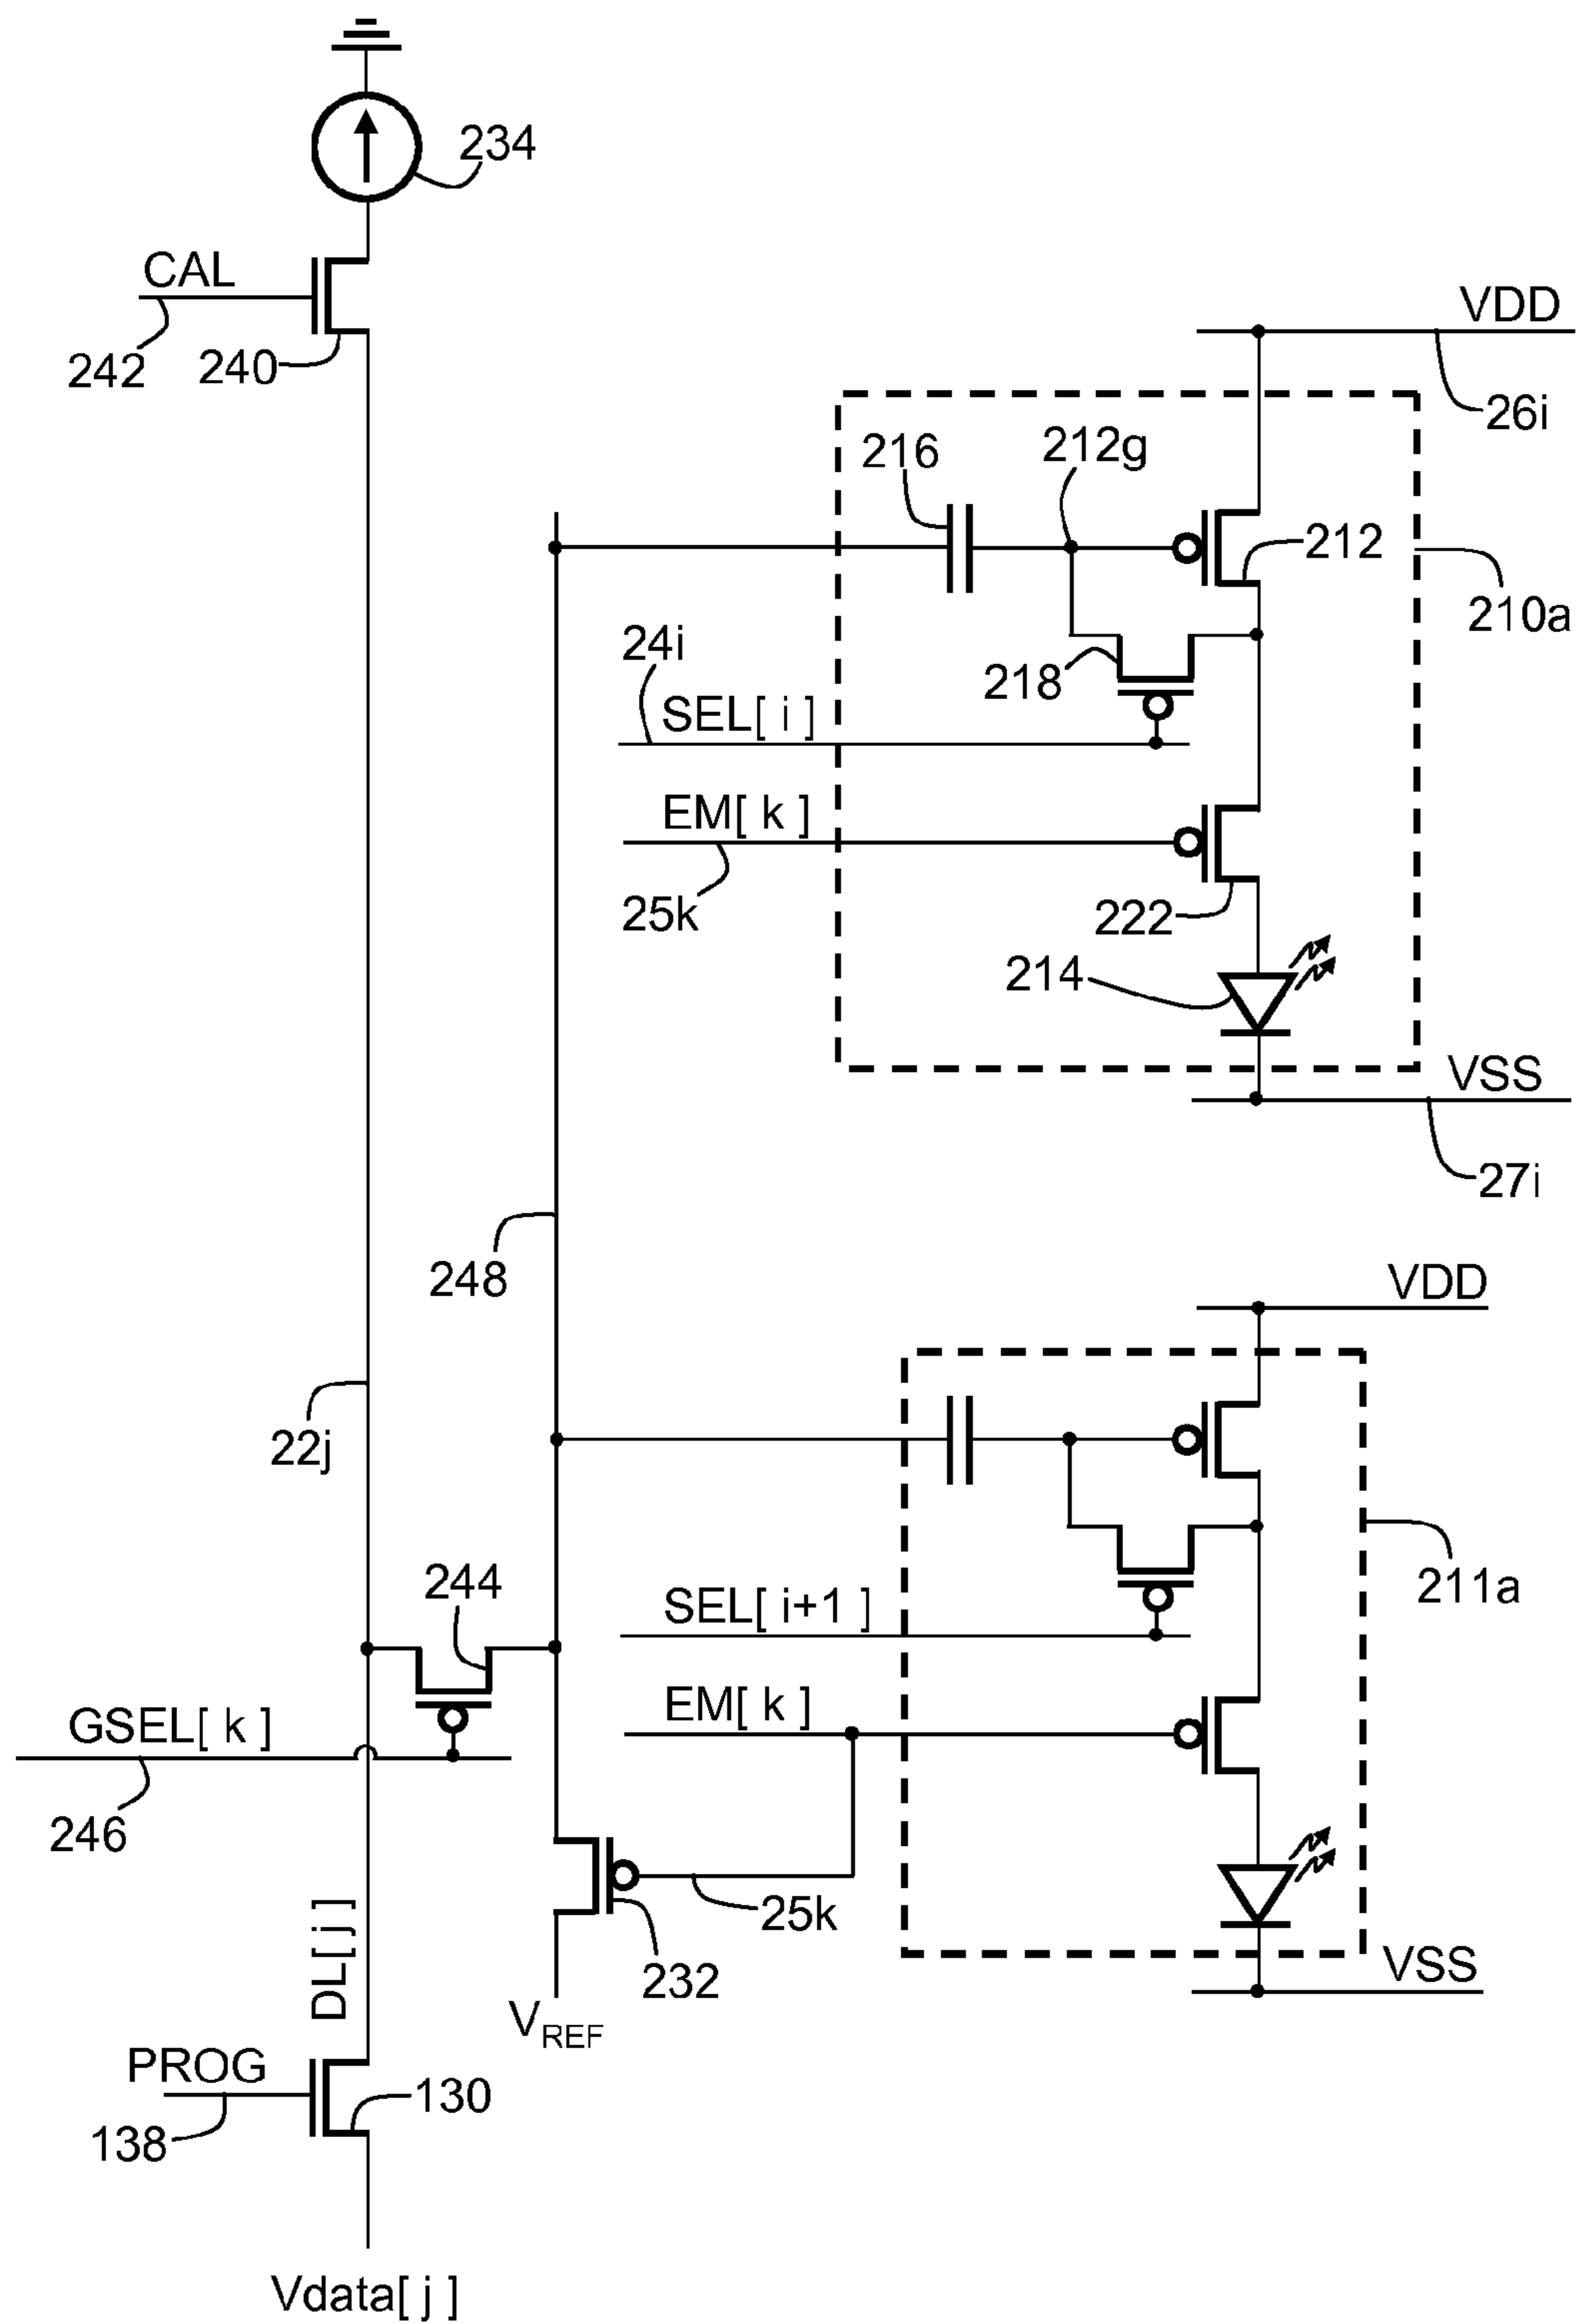 234
CAL
242
240
VDD
26i
216
212g
212
210a
24i
218
SEL[ i ]
EM[ k ]
25k
222
214
VSS
27i
248
VDD
22j
244
SEL[ i+1 ]
211a
GSEL[ k ]
EM[ k ]
246
25k
DL[ j ]
232
VSS
VREF
PROG
130
138
Vdata[ j ]